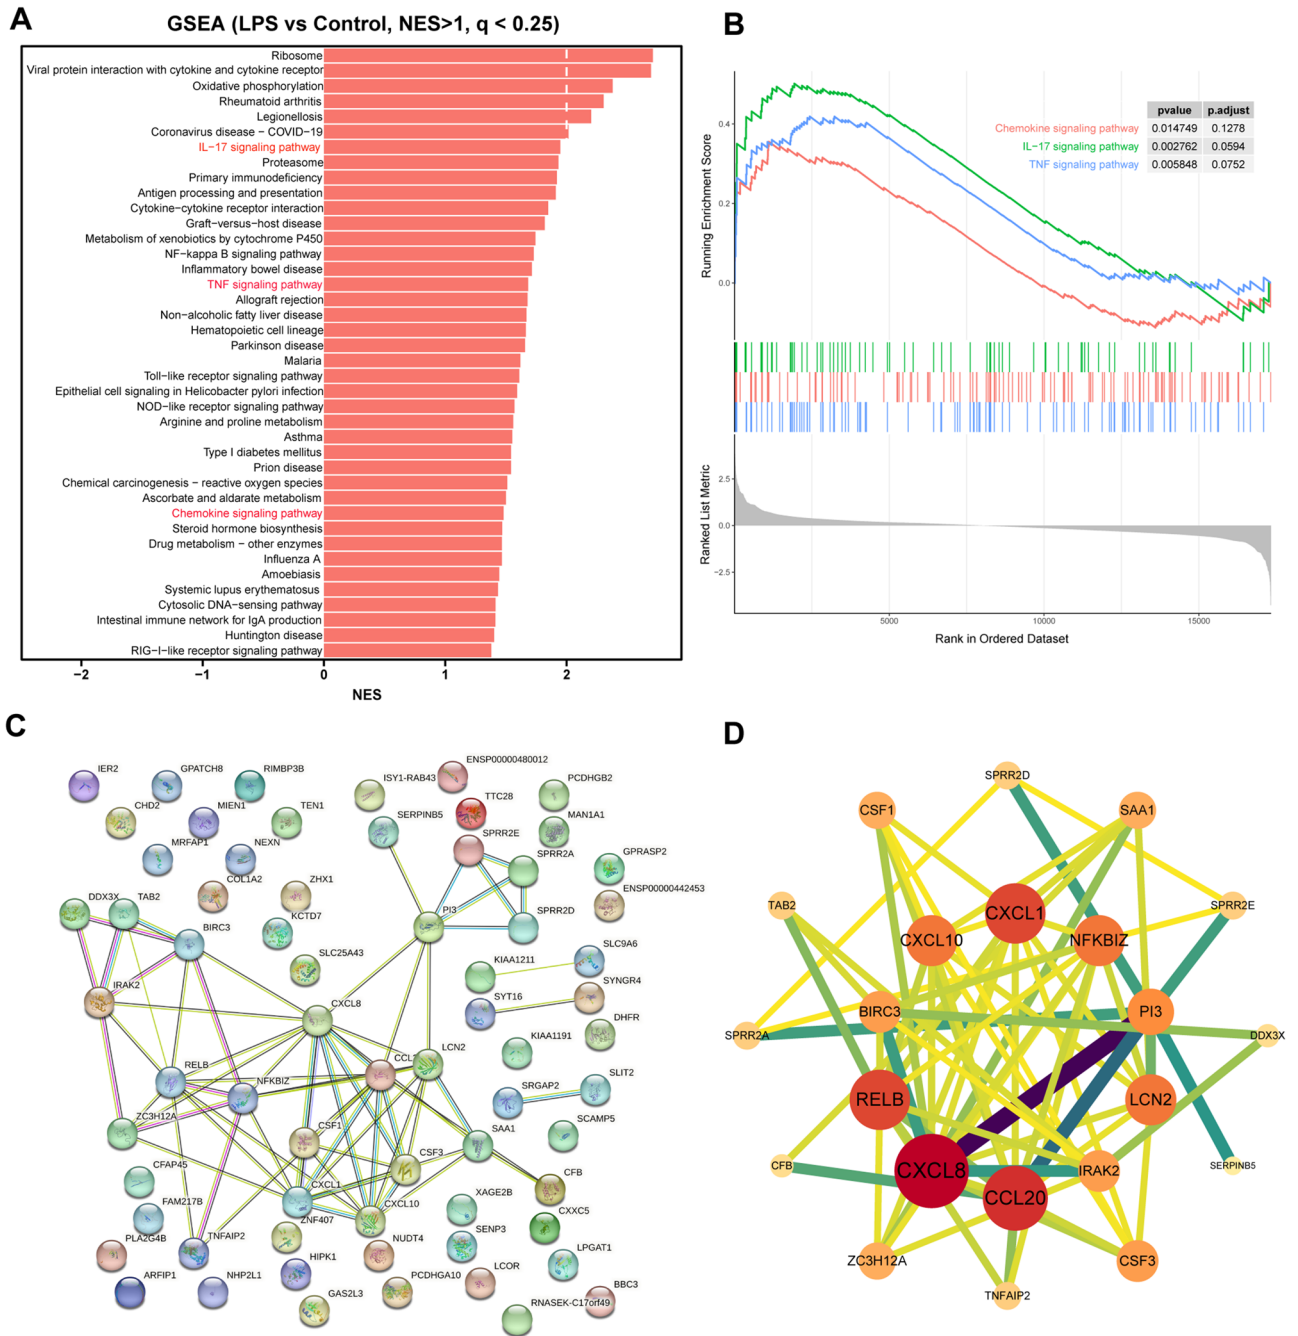 A
GSEA (LPS vs Control, NES>1, q < 0.25)
Ribosome
Viral protein interaction with cytokine and cytokine receptor
Oxidative phosphorylation
Rheumatoid arthritis
Legionellosis
Coronavirus disease − COVID−19
IL−17 signaling pathway
Proteasome
Primary immunodeficiency
Antigen processing and presentation
Cytokine−cytokine receptor interaction
Graft−versus−host disease
Metabolism of xenobiotics by cytochrome P450
NF−kappa B signaling pathway
Inflammatory bowel disease
TNF signaling pathway
Allograft rejection
Non−alcoholic fatty liver disease
Hematopoietic cell lineage
Parkinson disease
Malaria
Toll−like receptor signaling pathway
Epithelial cell signaling in Helicobacter pylori infection
NOD−like receptor signaling pathway
Arginine and proline metabolism
Asthma
Type I diabetes mellitus
Prion disease
Chemical carcinogenesis − reactive oxygen species
Ascorbate and aldarate metabolism
Chemokine signaling pathway
Steroid hormone biosynthesis
Drug metabolism − other enzymes
Influenza A
Amoebiasis
Systemic lupus erythematosus
Cytosolic DNA−sensing pathway
Intestinal immune network for IgA production
Huntington disease
RIG−I−like receptor signaling pathway
−2 −1 0 1 2
NES
B
Running Enrichment Score
0.4
0.2
0.0
pvalue p.adjust
Chemokine signaling pathway 0.014749 0.1278
IL−17 signaling pathway 0.002762 0.0594
TNF signaling pathway 0.005848 0.0752
Ranked List Metric
2.5
0.0
−2.5
5000 10000 15000
Rank in Ordered Dataset
C
IER2
GPATCH8
RIMBP3B
ISY1-RAB43
ENSP00000480012
PCDHGB2
CHD2
MIEN1
TEN1
SERPINB5
TTC28
MAN1A1
MRFAP1
NEXN
SPRR2E
SPRR2A
GPRASP2
COL1A2
ZHX1
ENSP00000442453
DDX3X
TAB2
BIRC3
KCTD7
PI3
SPRR2D
SLC25A43
KIAA1211
SLC9A6
IRAK2
CXCL8
SYT16
SYNGR4
DHFR
KIAA1191
RELB
NFKBIZ
LCN2
SRGAP2
SLIT2
ZC3H12A
CSF1
CSF3
SAA1
SCAMP5
CFAP45
CXCL1
CFB
FAM217B
ZNF407
CXCL10
XAGE2B
CXXC5
PLA2G4B
TNFAIP2
HIPK1
NUDT4
SENP3
LPGAT1
ARFIP1
NHP2L1
GAS2L3
PCDHGA10
LCOR
BBC3
RNASEK-C17orf49
D
SPRR2D
CSF1
SAA1
TAB2
CXCL1
SPRR2E
CXCL10
NFKBIZ
SPRR2A
BIRC3
PI3
DDX3X
RELB
LCN2
CFB
CXCL8
IRAK2
SERPINB5
CCL20
ZC3H12A
CSF3
TNFAIP2